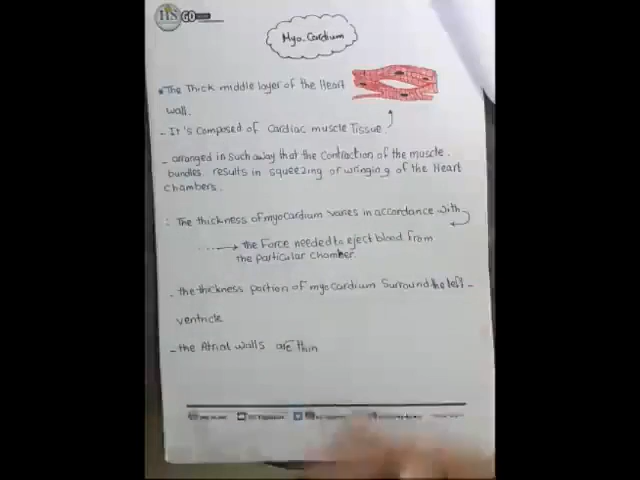 HS GO
Myo-Cardium
The Thick middle layer of the Heart
wall.
- It's composed of cardiac muscle Tissue
- arranged in such away that the contraction of the muscle.
bundles results in squeezing or wringing of the Heart
chambers.
: The thickness of myocardium varies in accordance with
.....→ the Force needed to eject blood from
the particular chamber.
- the thickness portion of myocardium Surround the left-
ventricle
- the Atrial walls are thin